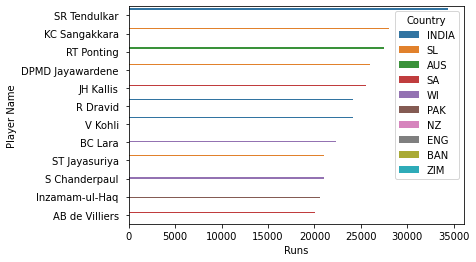 Player Name
SR Tendulkar
KC Sangakkara
RT Ponting
DPMD Jayawardene
JH Kallis
R Dravid
V Kohli
BC Lara
ST Jayasuriya
S Chanderpaul
Inzamam-ul-Haq
AB de Villiers
Country
INDIA
SL
AUS
SA
WI
PAK
NZ
ENG
BAN
ZIM
0 5000 10000 15000 20000 25000 30000 35000
Runs